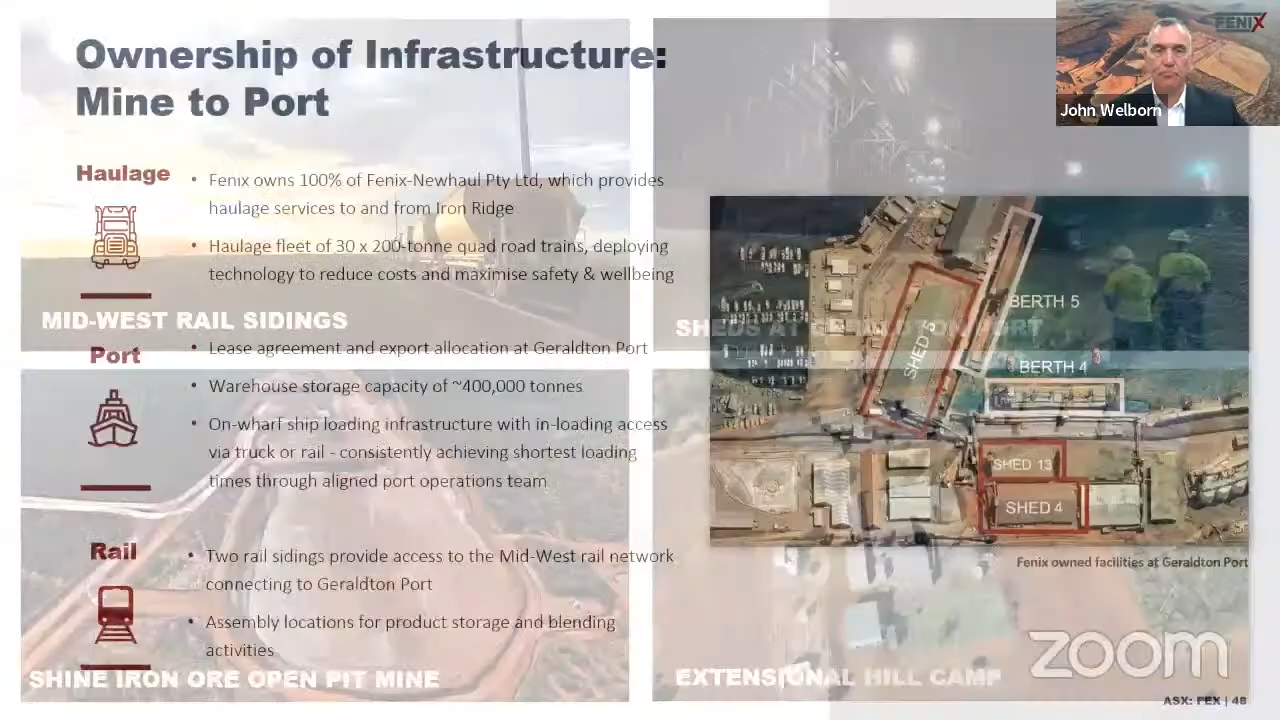 Ownership of Infrastructure:
Mine to Port
FENIX
John Welborn
Haulage
• Fenix owns 100% of Fenix-Newhaul Pty Ltd, which provides
haulage services to and from Iron Ridge
• Haulage fleet of 30 x 200-tonne quad road trains, deploying
technology to reduce costs and maximise safety & wellbeing
MID-WEST RAIL SIDINGS
SHEDS AT GERALDTON PORT
Port
• Lease agreement and export allocation at Geraldton Port
• Warehouse storage capacity of ~400,000 tonnes
• On-wharf ship loading infrastructure with in-loading access
via truck or rail - consistently achieving shortest loading
times through aligned port operations team
Rail
• Two rail sidings provide access to the Mid-West rail network
connecting to Geraldton Port
• Assembly locations for product storage and blending
activities
SHINE IRON ORE OPEN PIT MINE
BERTH 5
SHED 5
BERTH 4
SHED 13
SHED 4
Fenix owned facilities at Geraldton Port
EXTENSIONAL HILL CAMP
zoom
ASX: FEX | 48